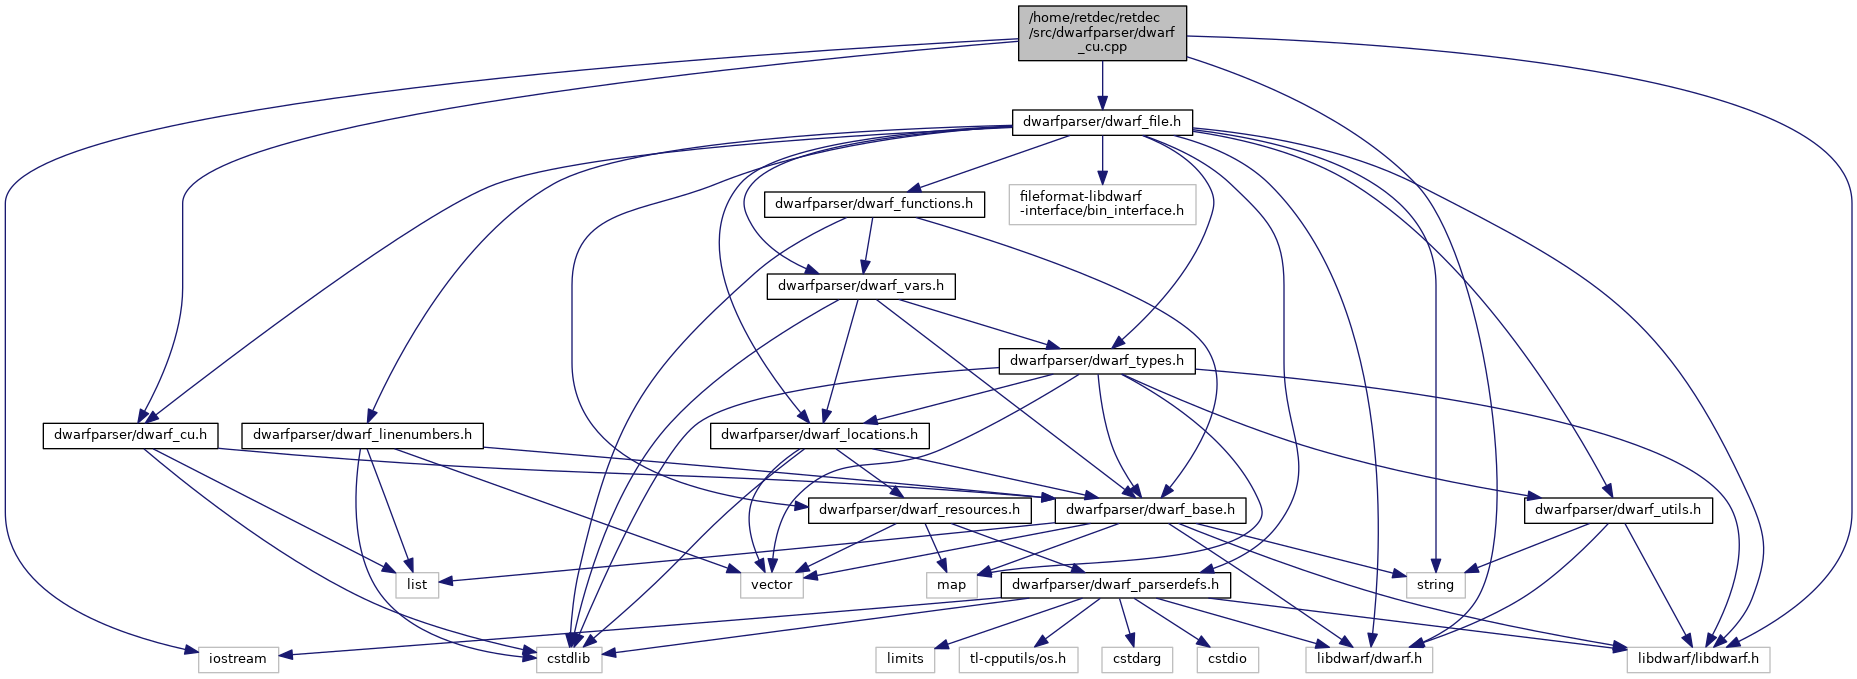 /home/retdec/retdec
/src/dwarfparser/dwarf
_cu.cpp
dwarfparser/dwarf_file.h
dwarfparser/dwarf_functions.h
fileformat-libdwarf
-interface/bin_interface.h
dwarfparser/dwarf_vars.h
dwarfparser/dwarf_types.h
dwarfparser/dwarf_cu.h
dwarfparser/dwarf_linenumbers.h
dwarfparser/dwarf_locations.h
dwarfparser/dwarf_resources.h
dwarfparser/dwarf_base.h
dwarfparser/dwarf_utils.h
list
vector
map
dwarfparser/dwarf_parserdefs.h
string
iostream
cstdlib
limits
tl-cpputils/os.h
cstdarg
cstdio
libdwarf/dwarf.h
libdwarf/libdwarf.h